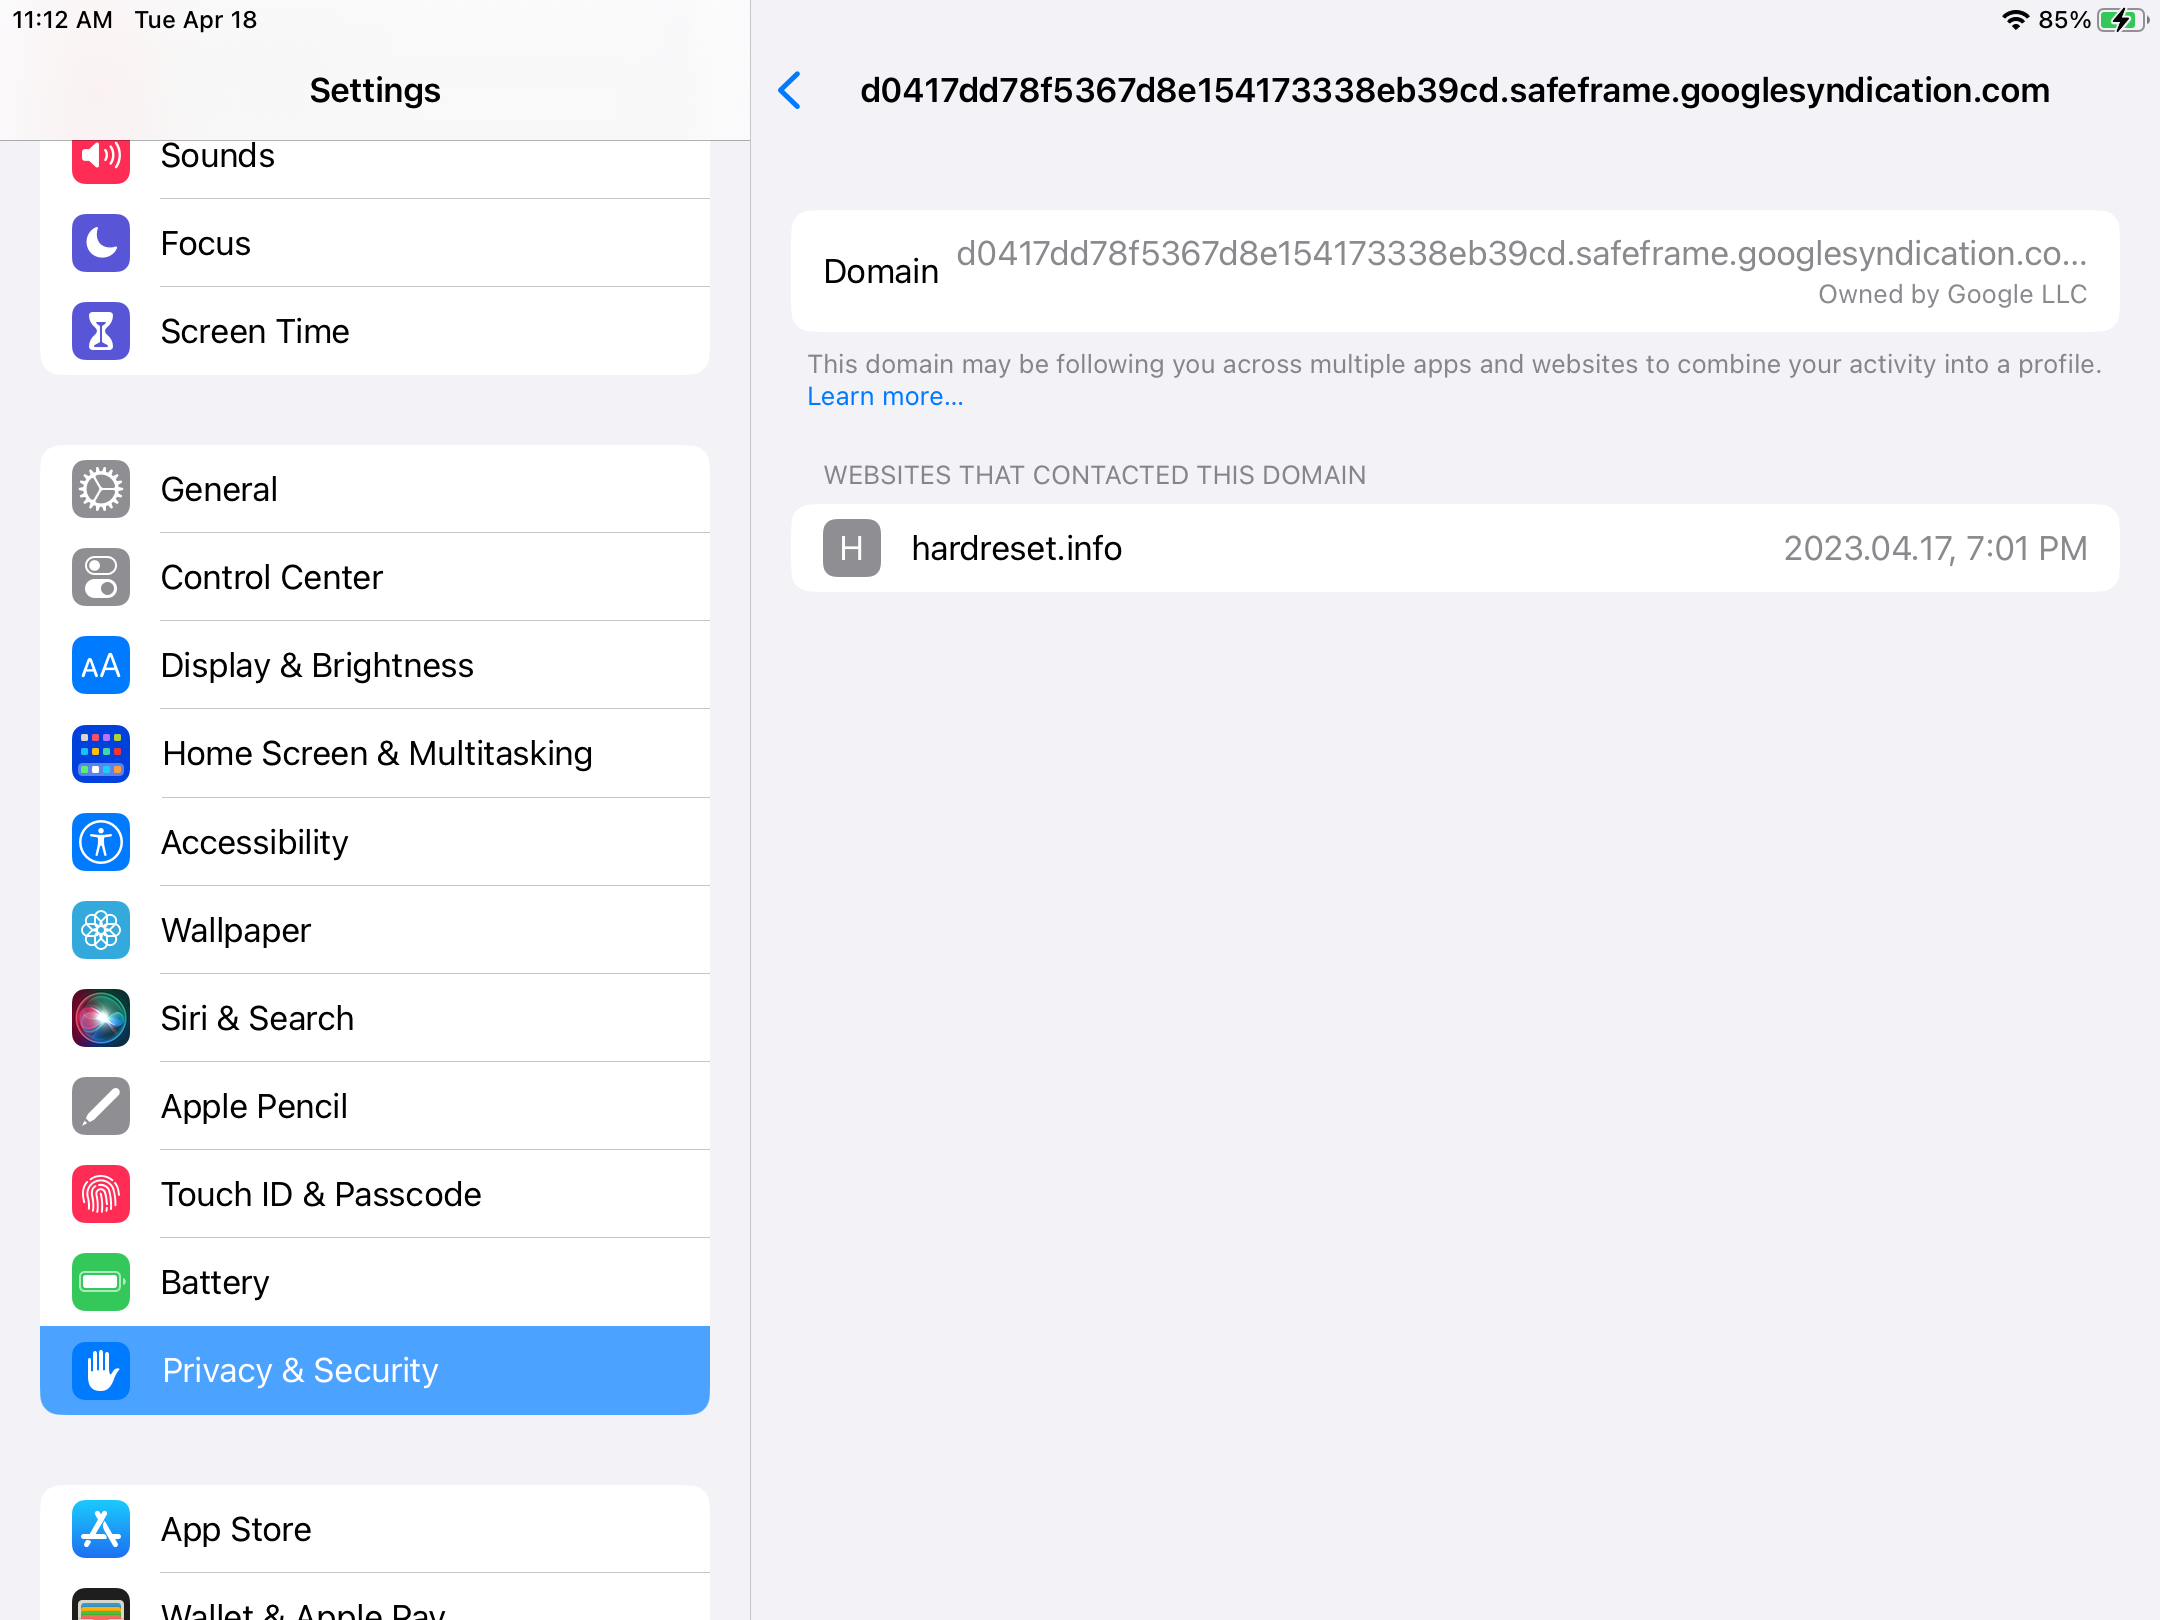 11:12 AM Tue Apr 18
85%
Settings
Sounds
Focus
Screen Time
General
Control Center
AA
Display & Brightness
Home Screen & Multitasking
Accessibility
Wallpaper
Siri & Search
Apple Pencil
Touch ID & Passcode
Battery
Privacy & Security
App Store
Wallet & Apple Pay
d0417dd78f5367d8e154173338eb39cd.safeframe.googlesyndication.com
Domain d0417dd78f5367d8e154173338eb39cd.safeframe.googlesyndication.co...
Owned by Google LLC
This domain may be following you across multiple apps and websites to combine your activity into a profile.
Learn more...
WEBSITES THAT CONTACTED THIS DOMAIN
H hardreset.info 2023.04.17, 7:01 PM